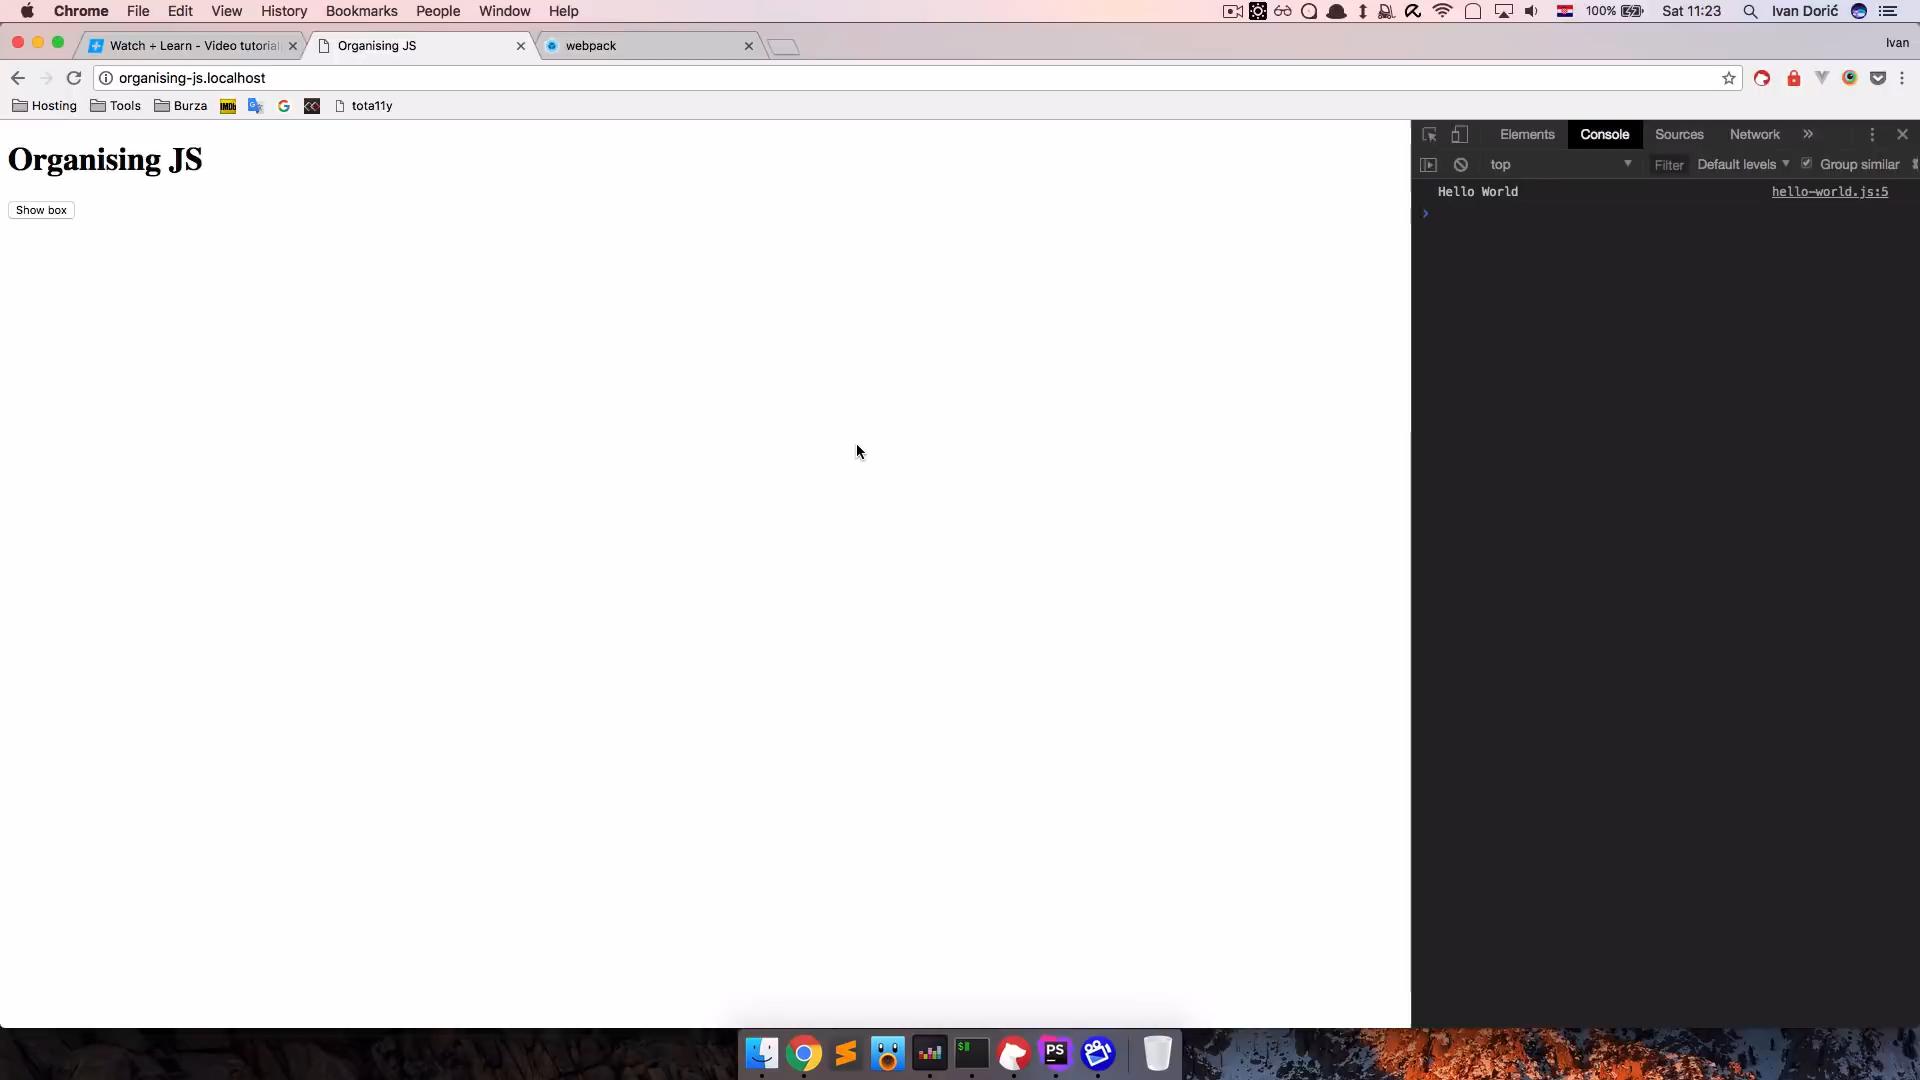 Chrome File Edit View History Bookmarks People Window Help 100% Sat 11:23 Ivan Dorić
Watch + Learn - Video tutorial Organising JS webpack Ivan
organising-js.localhost
Hosting Tools Burza IMDb G tota11y
Elements Console Sources Network
top Filter Default levels Group similar
Hello World hello-world.js:5
Organising JS
Show box
$
PS